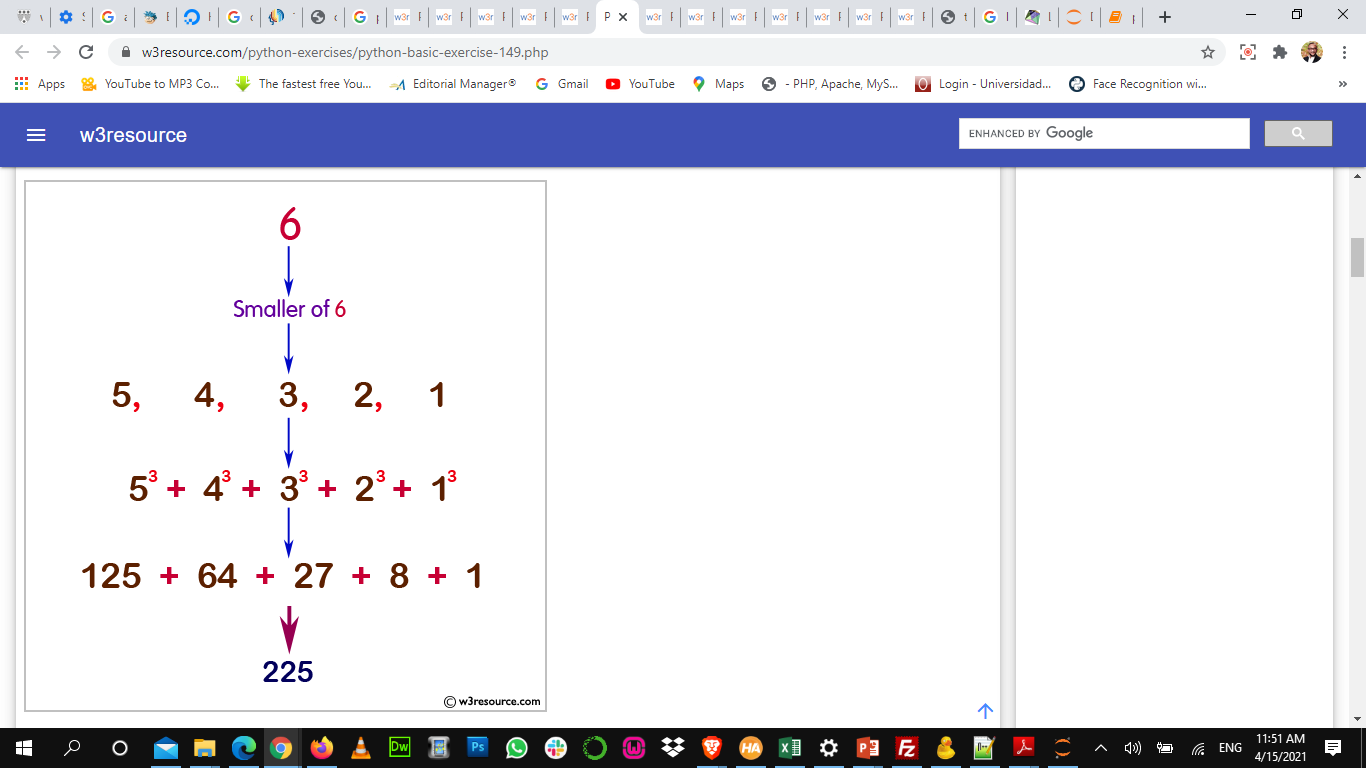 w3resource.com/python-exercises/python-basic-exercise-149.php
Apps YouTube to MP3 Co... The fastest free You... Editorial Manager® Gmail YouTube Maps - PHP, Apache, MyS... Login - Universidad... Face Recognition wi... »
w3resource ENHANCED BY Google
6
Smaller of 6
5, 4, 3, 2, 1
5³ + 4³ + 3³ + 2³ + 1³
125 + 64 + 27 + 8 + 1
225
© w3resource.com
ENG
11:51 AM
4/15/2021